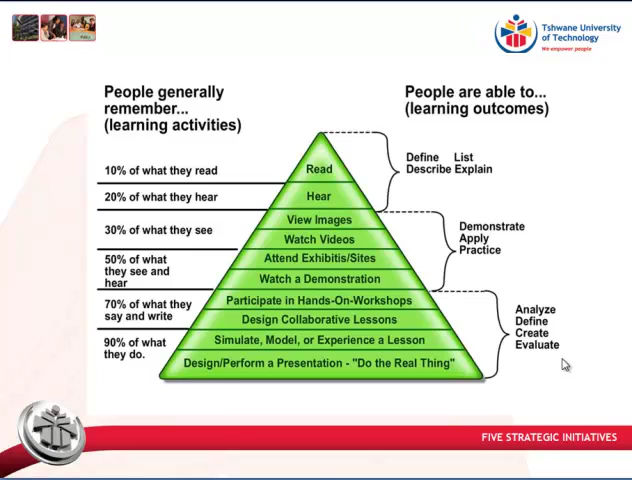 Tshwane University
of Technology
We empower people
People generally
remember...
(learning activities)
People are able to...
(learning outcomes)
10% of what they read
20% of what they hear
30% of what they see
50% of what
they see and
hear
70% of what they
say and write
90% of what
they do.
Read
Hear
View Images
Watch Videos
Attend Exhibitis/Sites
Watch a Demonstration
Participate in Hands-On-Workshops
Design Collaborative Lessons
Simulate, Model, or Experience a Lesson
Design/Perform a Presentation - "Do the Real Thing"
Define List
Describe Explain
Demonstrate
Apply
Practice
Analyze
Define
Create
Evaluate
FIVE STRATEGIC INITIATIVES